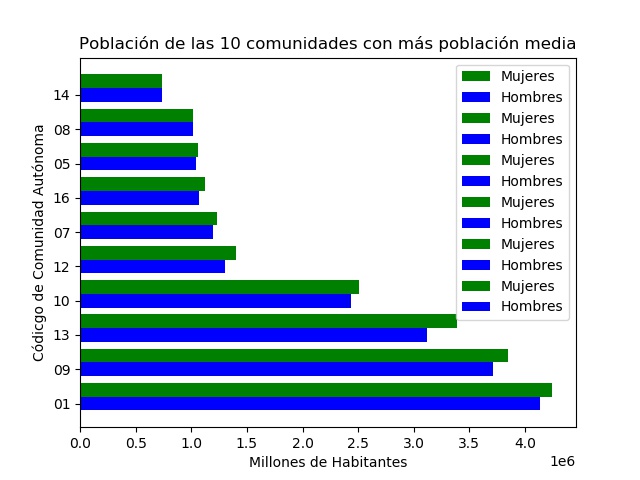 Población de las 10 comunidades con más población media
Mujeres
Hombres
Mujeres
Hombres
Mujeres
Hombres
Mujeres
Hombres
Mujeres
Hombres
Mujeres
Hombres
Códicgo de Comunidad Autónoma
14
08
05
16
07
12
10
13
09
01
0.0 0.5 1.0 1.5 2.0 2.5 3.0 3.5 4.0
1e6
Millones de Habitantes